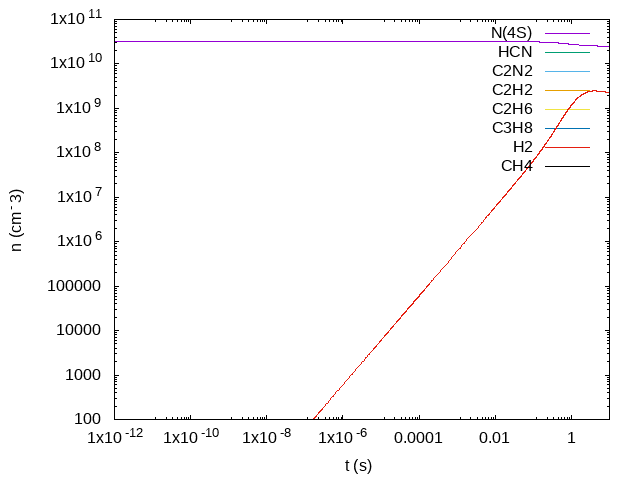 1x10^11
1x10^10
1x10^9
1x10^8
1x10^7
1x10^6
100000
10000
1000
100
n (cm^-3)
N(4S)
HCN
C2N2
C2H2
C2H6
C3H8
H2
CH4
1x10^-12
1x10^-10
1x10^-8
1x10^-6
0.0001
0.01
1
t (s)